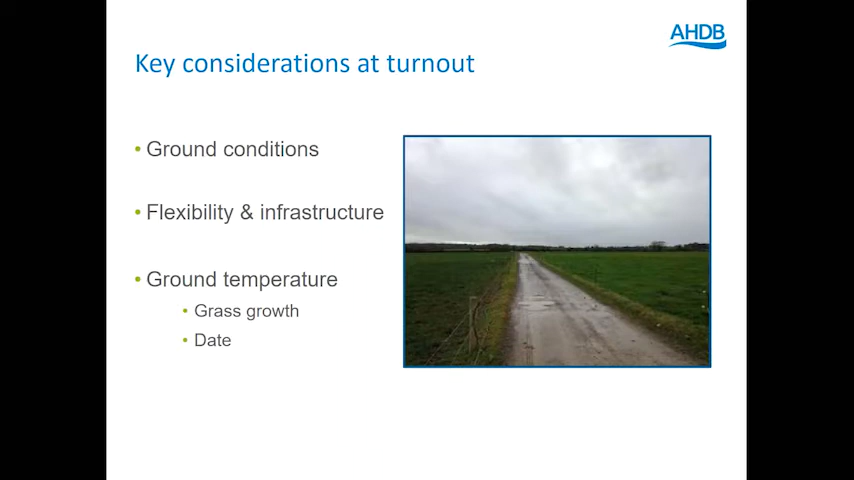 AHDB
Key considerations at turnout
• Ground conditions
• Flexibility & infrastructure
• Ground temperature
• Grass growth
• Date